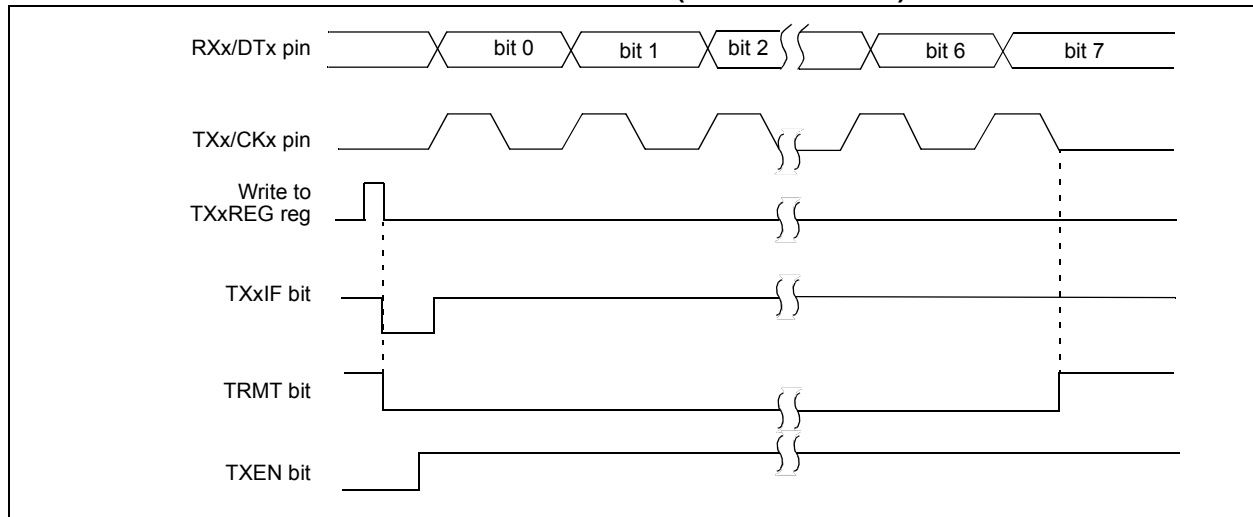 RXx/DTx pin
bit 0 bit 1 bit 2 bit 6 bit 7
TXx/CKx pin
Write to
TXxREG reg
TXxIF bit
TRMT bit
TXEN bit